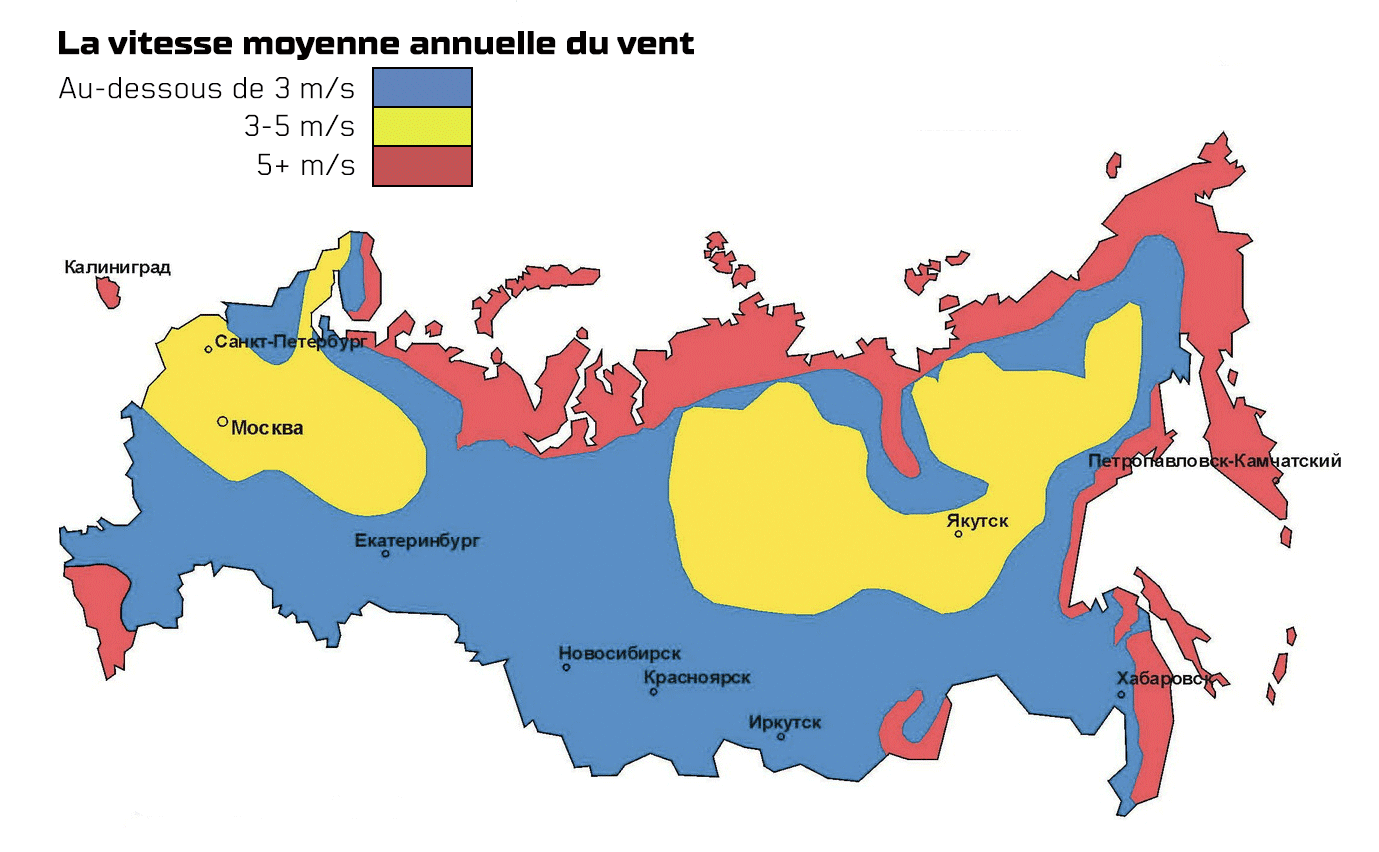 La vitesse moyenne annuelle du vent
Au-dessous de 3 m/s
3-5 m/s
5+ m/s
Калиниград
Санкт-Петербург
Москва
Петропавловск-Камчатский
Якутск
Екатеринбург
Новосибирск
Красноярск
Хабаровск
Иркутск